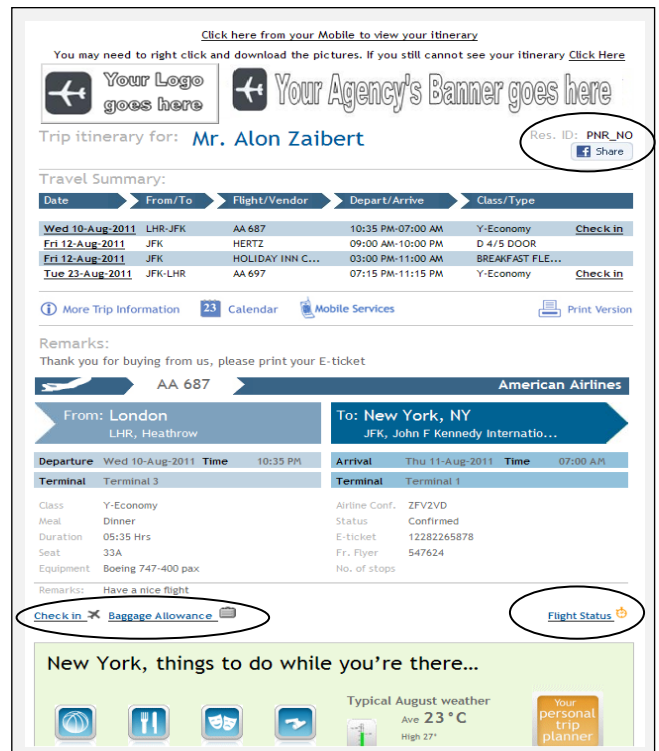 Click here from your Mobile to view your itinerary
You may need to right click and download the pictures. If you still cannot see your itinerary Click Here
Your Logo goes here
Your Agency's Banner goes here
Trip itinerary for: Mr. Alon Zaibert
Res. ID: PNR_NO
Share
Travel Summary:
Date From/To Flight/Vendor Depart/Arrive Class/Type
Wed 10-Aug-2011 LHR-JFK AA 687 10:35 PM-07:00 AM Y-Economy Check in
Fri 12-Aug-2011 JFK HERTZ 09:00 AM-10:00 PM D 4/5 DOOR
Fri 12-Aug-2011 JFK HOLIDAY INN C... 03:00 PM-11:00 AM BREAKFAST FLE...
Tue 23-Aug-2011 JFK-LHR AA 697 07:15 PM-11:15 PM Y-Economy Check in
More Trip Information 23 Calendar Mobile Services Print Version
Remarks:
Thank you for buying from us, please print your E-ticket
AA 687 American Airlines
From: London To: New York, NY
LHR, Heathrow JFK, John F Kennedy Internatio...
Departure Wed 10-Aug-2011 Time 10:35 PM Arrival Thu 11-Aug-2011 Time 07:00 AM
Terminal Terminal 3 Terminal Terminal 1
Class Y-Economy Airline Conf. ZFV2VD
Meal Dinner Status Confirmed
Duration 05:35 Hrs E-ticket 12282265878
Seat 33A Fr. Flyer 547624
Equipment Boeing 747-400 pax No. of stops
Remarks: Have a nice flight
Check in Baggage Allowance Flight Status
New York, things to do while you're there...
Typical August weather
Ave 23°C
High 27°
Your personal trip planner